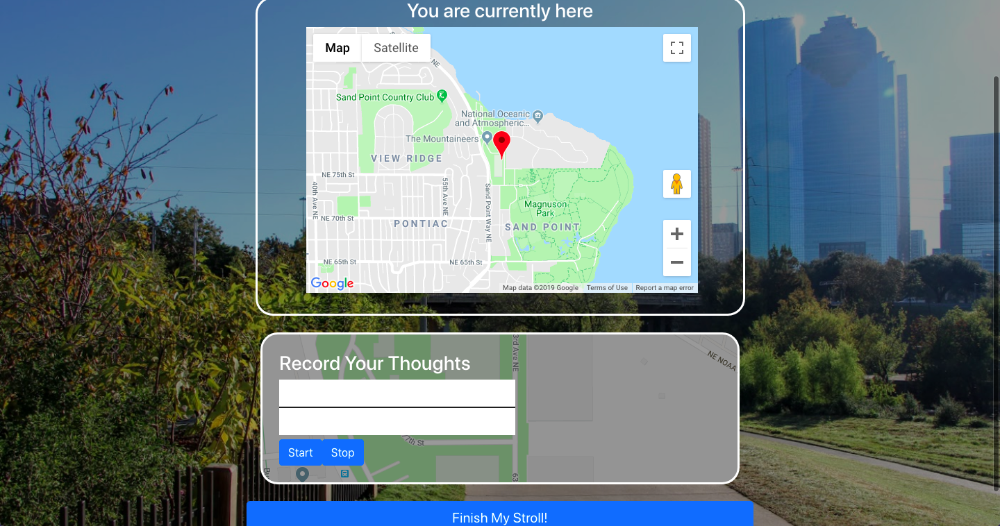 You are currently here
Map
Satellite
NE
Sand Point Country Club
National Oceanic
and Atmospheric...
The Mountaineers
VIEW RIDGE
NE 75th St
40th Ave NE
55th Ave NE
Sand Point Way NE
Magnuson
Park
NE 70th St
PONTIAC
SAND POINT
NE 65th St
NE 65th St
Google
Map data ©2019 Google
Terms of Use
Report a map error
3rd Ave NE
NE NOAA
Record Your Thoughts
7th St
Start
Stop
63
Finish My Stroll!